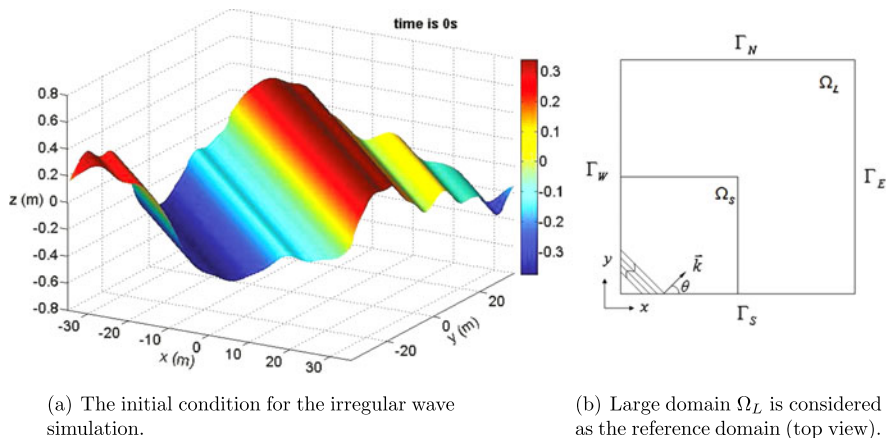 time is 0s
0.8
0.6
0.4
0.2
0
-0.2
-0.4
-0.6
-0.8
z (m)
-30
-20
-10
0
10
20
30
x (m)
-20
0
20
y (m)
0.3
0.2
0.1
0
-0.1
-0.2
-0.3
Γ_N
Ω_L
Γ_W
Ω_S
Γ_E
y
k⃗
θ
x
Γ_S
(a) The initial condition for the irregular wave
simulation.
(b) Large domain Ω_L is considered
as the reference domain (top view).